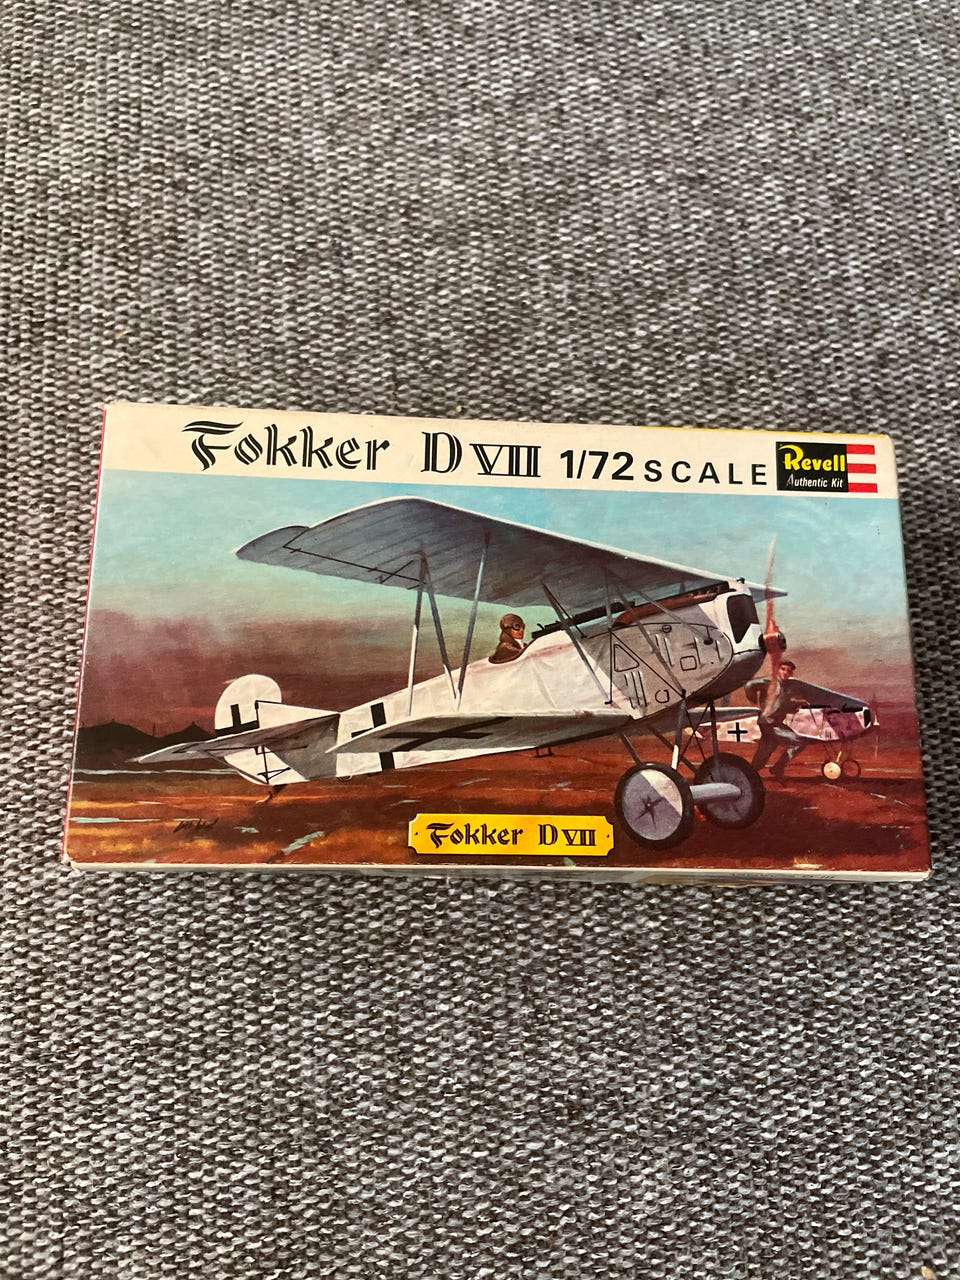 Fokker D VII 1/72 SCALE
Revell
Authentic Kit
Fokker D VII